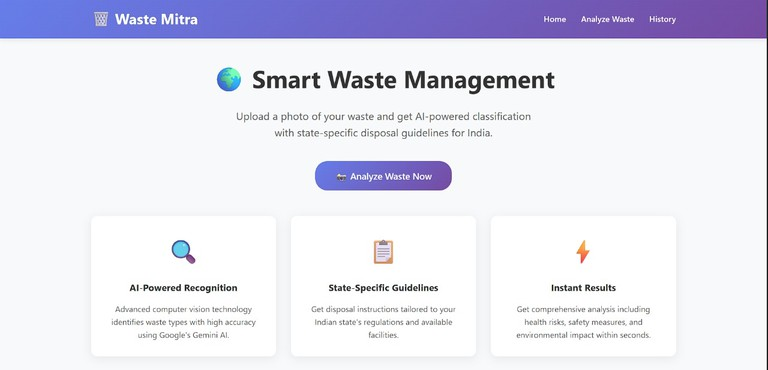 Waste Mitra
Home Analyze Waste History
Smart Waste Management
Upload a photo of your waste and get AI-powered classification
with state-specific disposal guidelines for India.
Analyze Waste Now
AI-Powered Recognition
Advanced computer vision technology
identifies waste types with high accuracy
using Google's Gemini AI.
State-Specific Guidelines
Get disposal instructions tailored to your
Indian state's regulations and available
facilities.
Instant Results
Get comprehensive analysis including
health risks, safety measures, and
environmental impact within seconds.